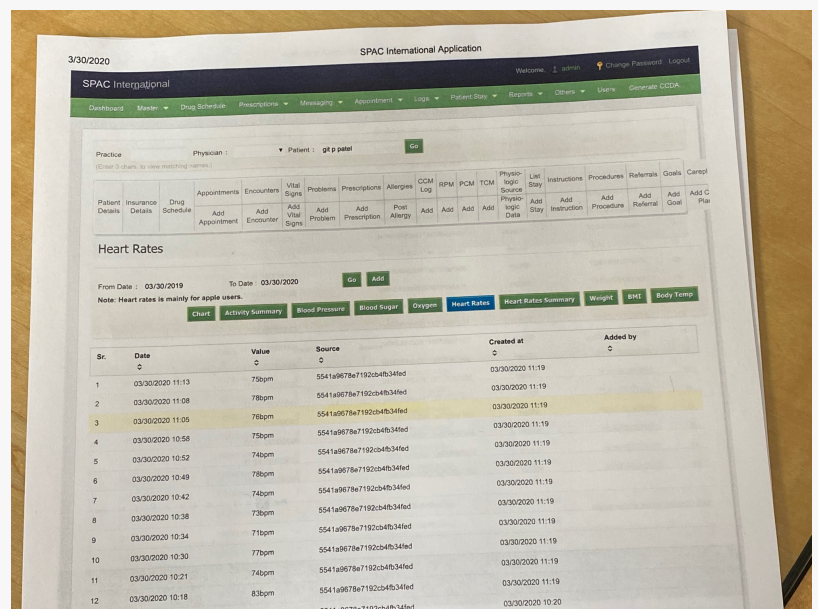 3/30/2020
SPAC International Application
SPAC International
Welcome, admin Change Password Logout
Dashboard Master Drug Schedule Prescriptions Messaging Appointment Logs Patient Stay Reports Others Users Generate CCDA
Practice Physician : Patient : git p patel Go
(Enter 3 chars. to view matching names.)
Patient Details Insurance Details Drug Schedule Appointments Encounters Vital Signs Problems Prescriptions Allergies CCM Log RPM PCM TCM Physio-logic Source List Stay Instructions Procedures Referrals Goals Carepl
Add Appointment Add Encounter Add Vital Signs Add Problem Add Prescription Post Allergy Add Add Add Add Physio-logic Data Add Stay Add Instruction Add Procedure Add Referral Add Goal Add C Plan
Heart Rates
From Date : 03/30/2019 To Date : 03/30/2020 Go Add
Note: Heart rates is mainly for apple users.
Chart Activity Summary Blood Pressure Blood Sugar Oxygen Heart Rates Heart Rates Summary Weight BMI Body Temp
Sr. Date Value Source Created at Added by
1 03/30/2020 11:13 75bpm 5541a9678e7192cb4fb34fed 03/30/2020 11:19
2 03/30/2020 11:08 78bpm 5541a9678e7192cb4fb34fed 03/30/2020 11:19
3 03/30/2020 11:05 76bpm 5541a9678e7192cb4fb34fed 03/30/2020 11:19
4 03/30/2020 10:58 75bpm 5541a9678e7192cb4fb34fed 03/30/2020 11:19
5 03/30/2020 10:52 74bpm 5541a9678e7192cb4fb34fed 03/30/2020 11:19
6 03/30/2020 10:49 78bpm 5541a9678e7192cb4fb34fed 03/30/2020 11:19
7 03/30/2020 10:42 74bpm 5541a9678e7192cb4fb34fed 03/30/2020 11:19
8 03/30/2020 10:38 73bpm 5541a9678e7192cb4fb34fed 03/30/2020 11:19
9 03/30/2020 10:34 71bpm 5541a9678e7192cb4fb34fed 03/30/2020 11:19
10 03/30/2020 10:30 77bpm 5541a9678e7192cb4fb34fed 03/30/2020 11:19
11 03/30/2020 10:21 74bpm 5541a9678e7192cb4fb34fed 03/30/2020 11:19
12 03/30/2020 10:18 83bpm 5541a9678e7192cb4fb34fed 03/30/2020 11:19
03/30/2020 10:20